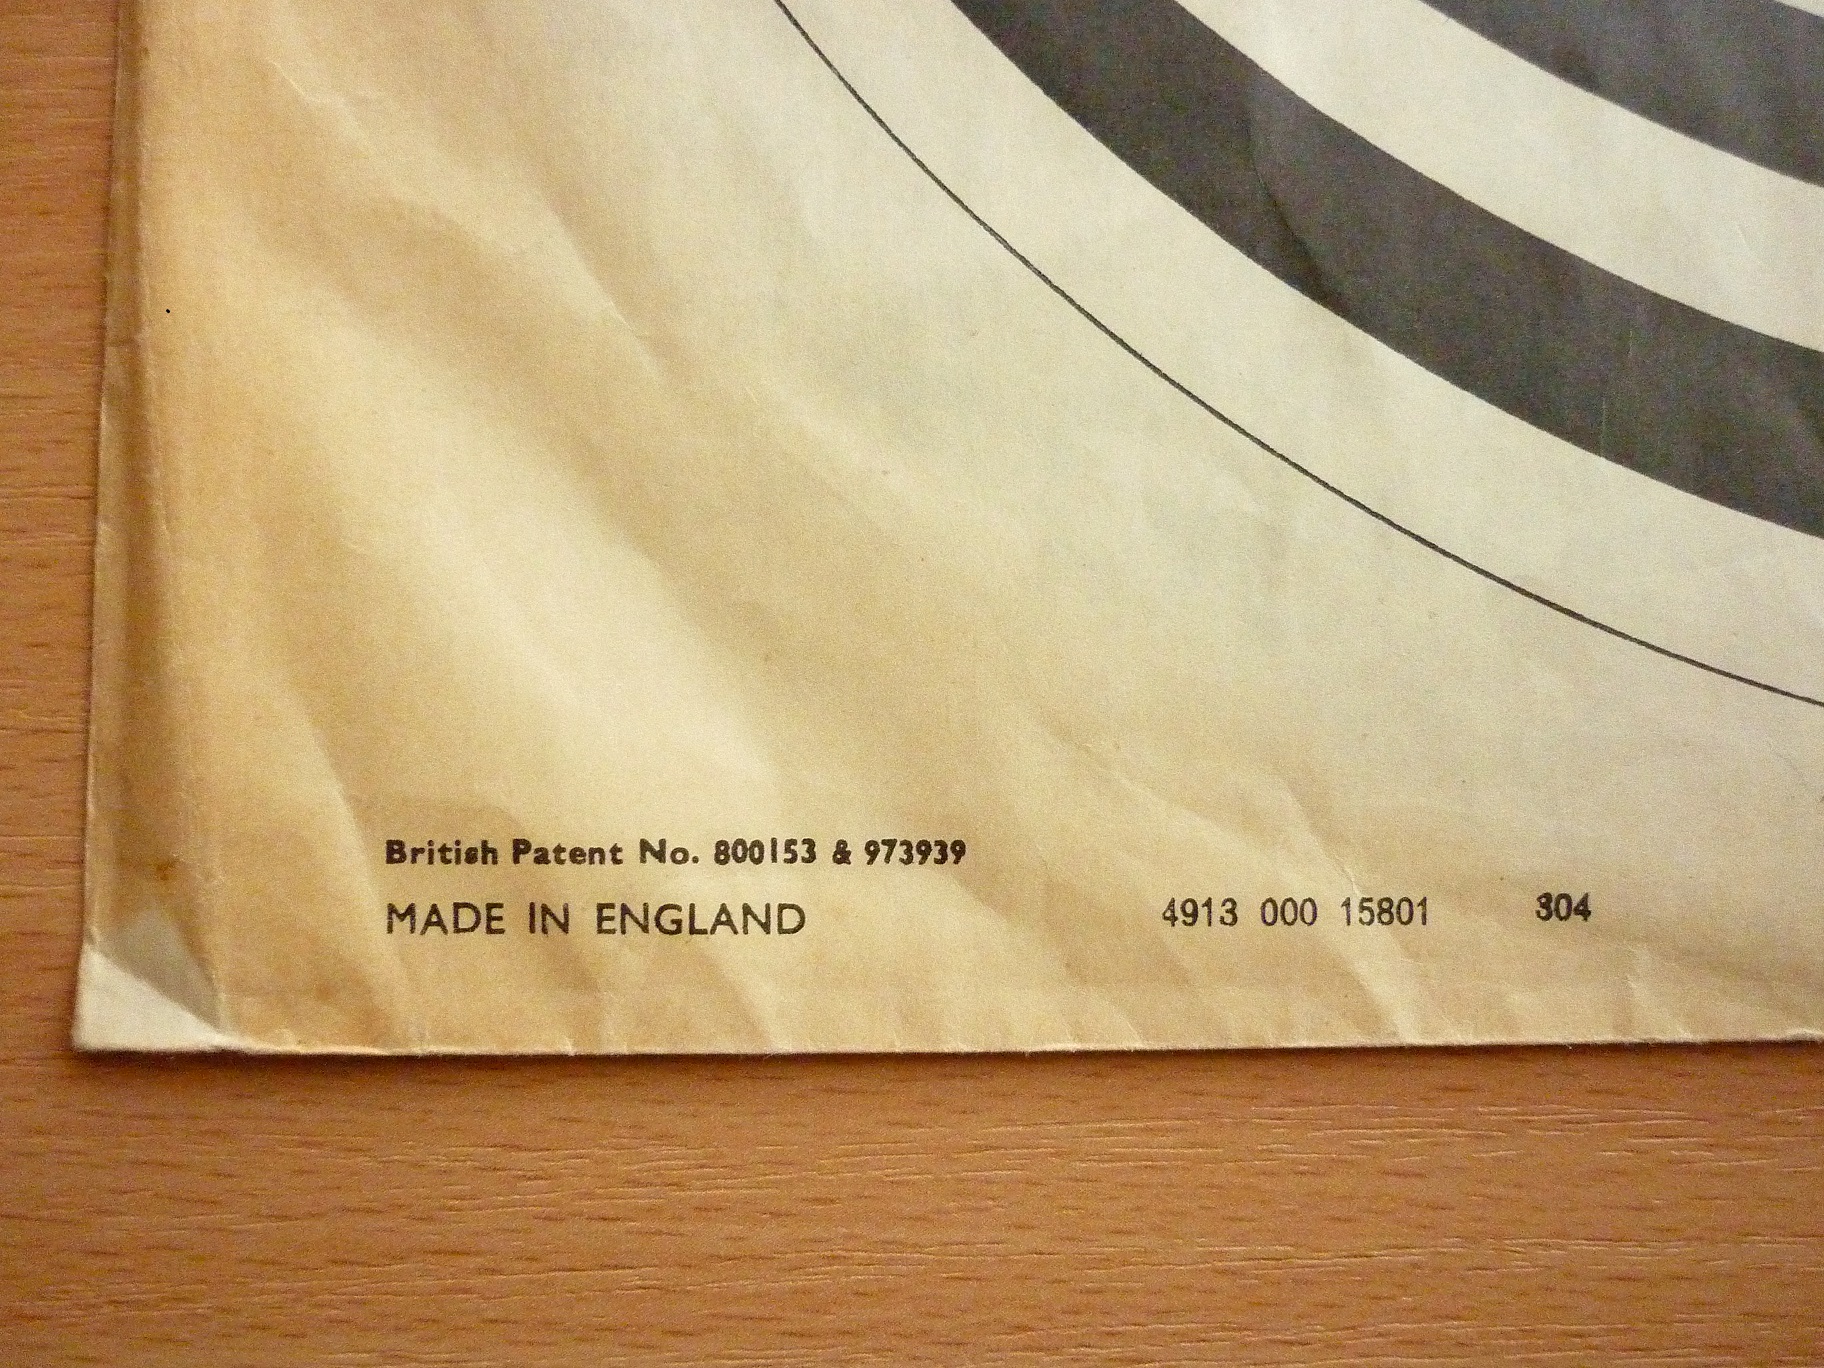 British Patent No. 800153 & 973939
MADE IN ENGLAND 4913 000 15801 304